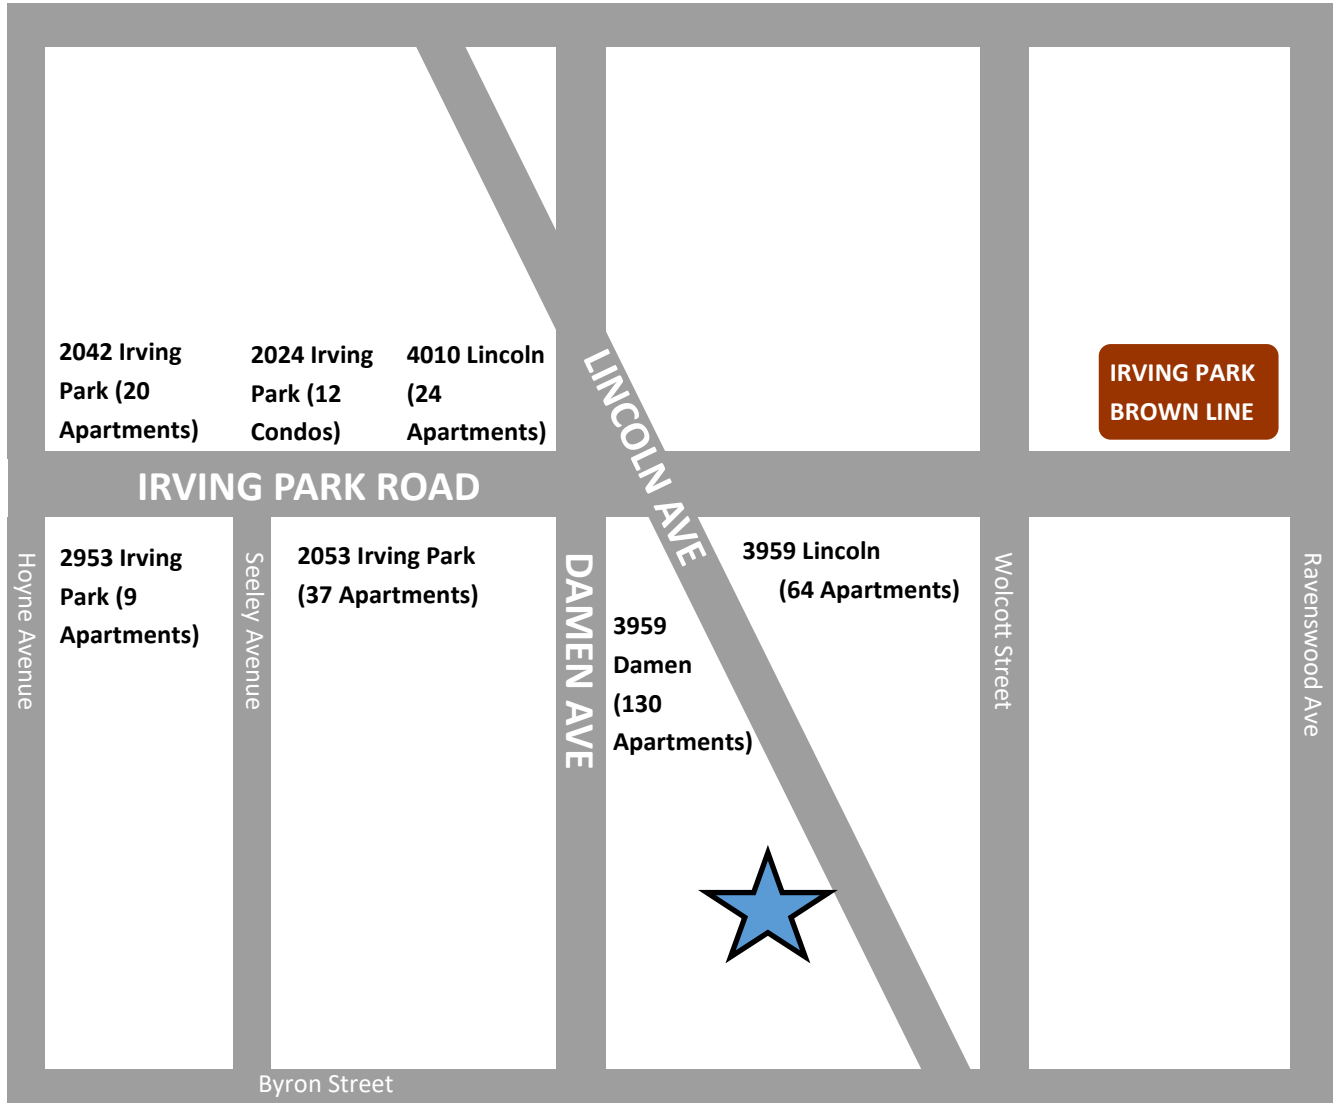 2042 Irving
Park (20
Apartments)
2024 Irving
Park (12
Condos)
4010 Lincoln
(24
Apartments)
LINCOLN AVE
IRVING PARK
BROWN LINE
IRVING PARK ROAD
Hoyne Avenue
2953 Irving
Park (9
Apartments)
Seeley Avenue
2053 Irving Park
(37 Apartments)
DAMEN AVE
3959
Damen
(130
Apartments)
3959 Lincoln
(64 Apartments)
Wolcott Street
Ravenswood Ave
Byron Street